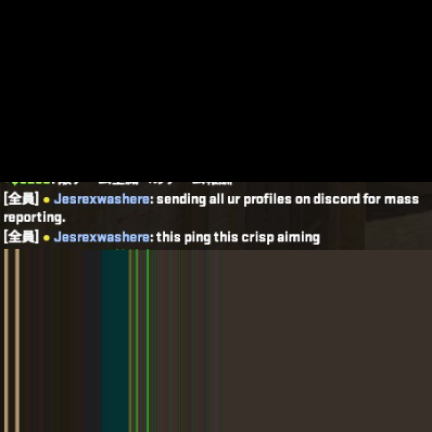 [全員] ● Jesrexwashere: sending all ur profiles on discord for mass
reporting.
[全員] ● Jesrexwashere: this ping this crisp aiming